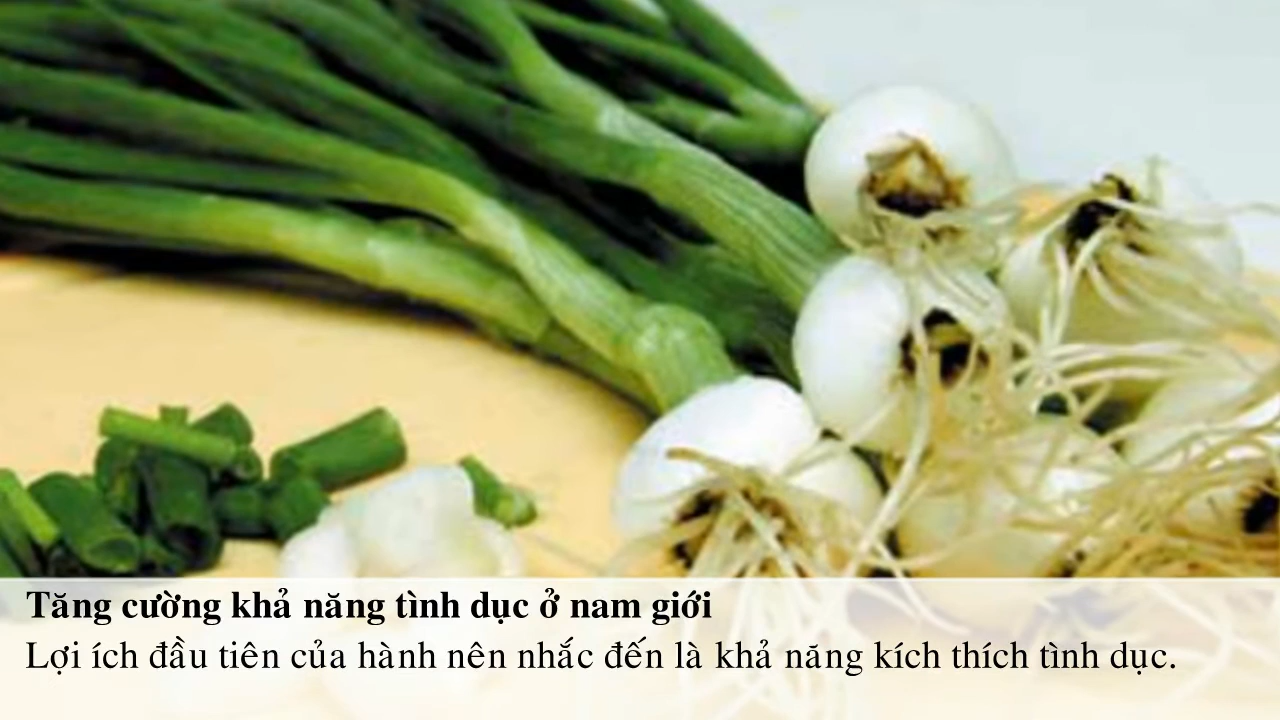 Tăng cường khả năng tình dục ở nam giới
Lợi ích đầu tiên của hành nên nhắc đến là khả năng kích thích tình dục.